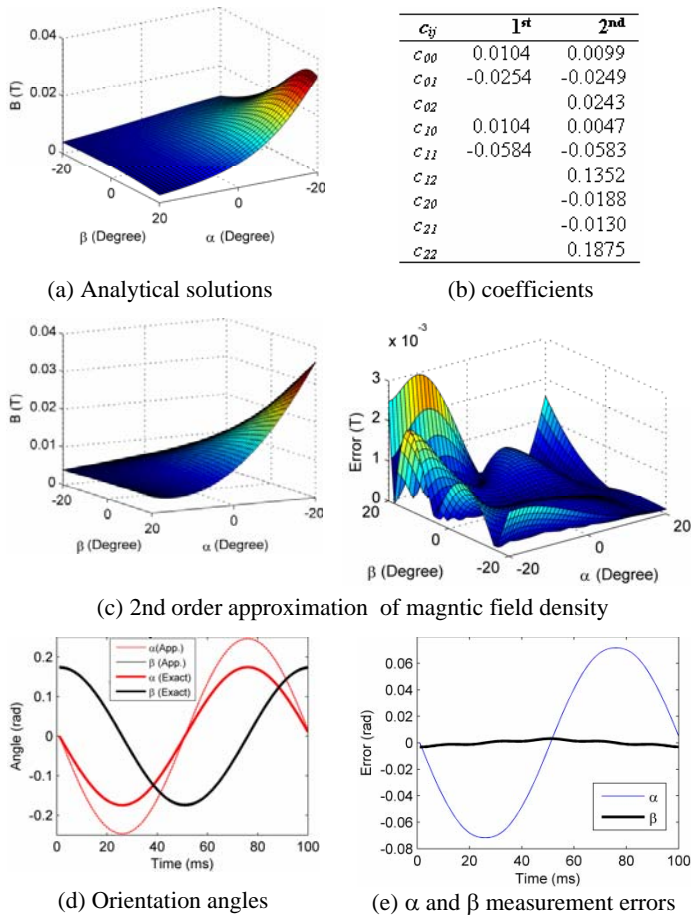 0.04
0.02
0
B (T)
-20
0
20
β (Degree)
α (Degree)
0
-20
(a) Analytical solutions
cij 1st 2nd
c00 0.0104 0.0099
c01 -0.0254 -0.0249
c02 0.0243
c10 0.0104 0.0047
c11 -0.0584 -0.0583
c12 0.1352
c20 -0.0188
c21 -0.0130
c22 0.1875
(b) coefficients
0.04
0.03
0.02
0.01
0
B (T)
-20
0
20
β (Degree)
α (Degree)
0
-20
x 10-3
3
2
1
0
Error (T)
20
0
-20
β (Degree)
-20
0
20
α (Degree)
(c) 2nd order approximation of magntic field density
0.2
0.1
0
-0.1
-0.2
Angle (rad)
α(App.)
β (App.)
α (Exact)
β (Exact)
0 20 40 60 80 100
Time (ms)
(d) Orientation angles
0.06
0.04
0.02
0
-0.02
-0.04
-0.06
-0.08
Error (rad)
α
β
0 20 40 60 80 100
Time (ms)
(e) α and β measurement errors